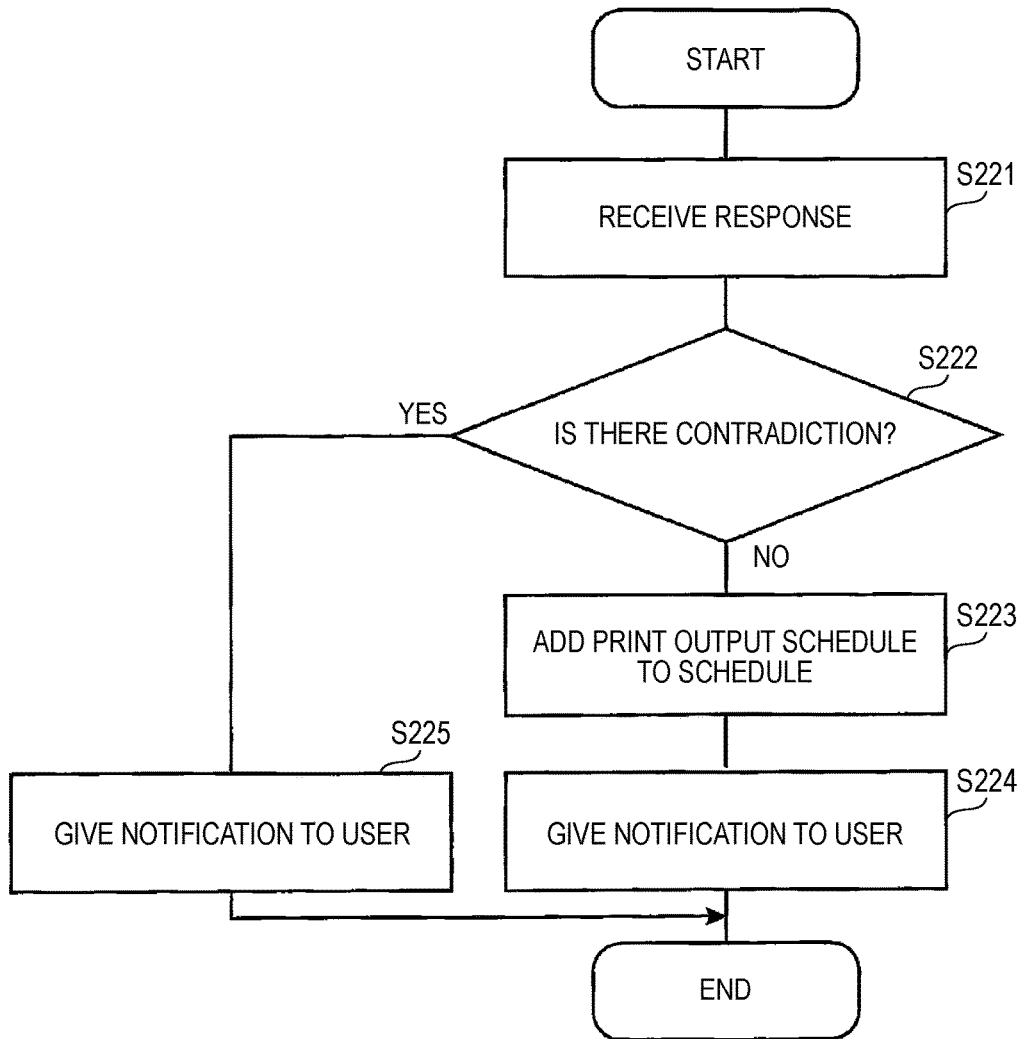 START
S221
RECEIVE RESPONSE
S222
YES
IS THERE CONTRADICTION?
NO
S223
ADD PRINT OUTPUT SCHEDULE
TO SCHEDULE
S225
GIVE NOTIFICATION TO USER
S224
GIVE NOTIFICATION TO USER
END